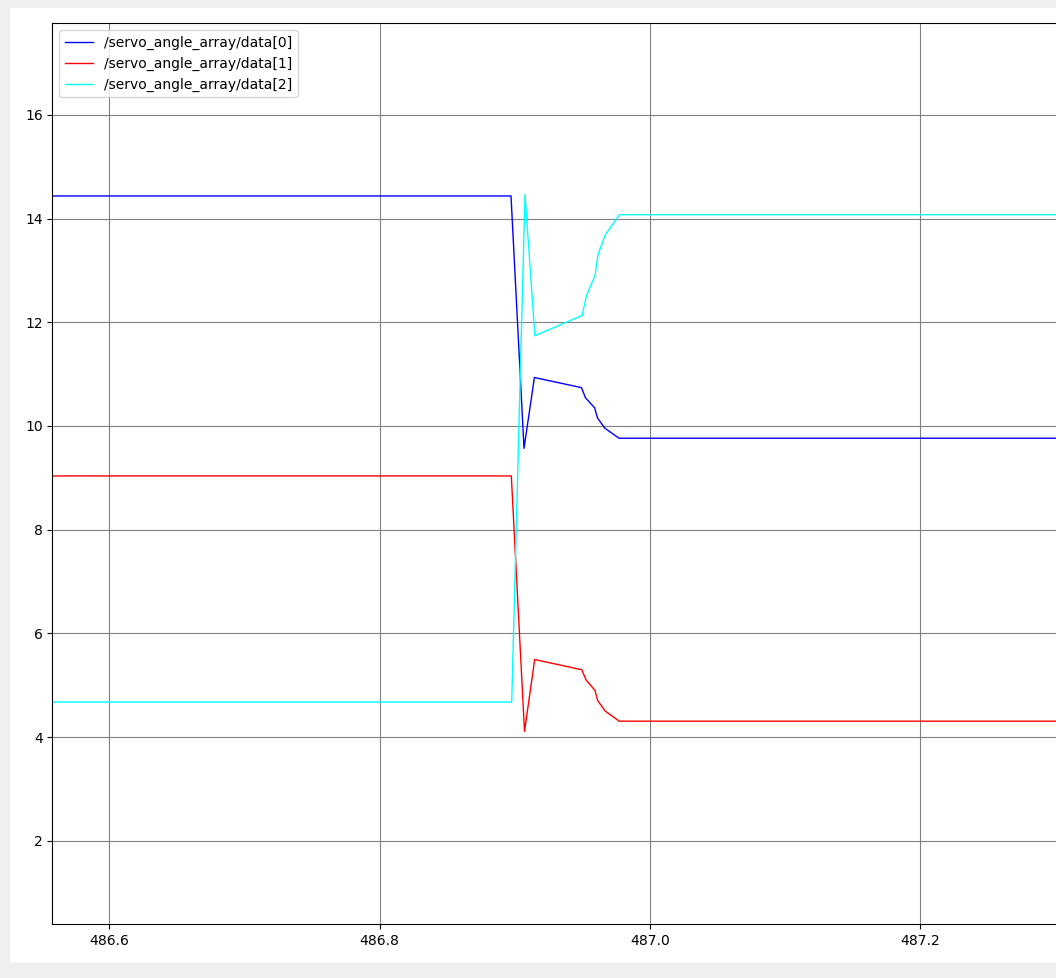 /servo_angle_array/data[0]
/servo_angle_array/data[1]
/servo_angle_array/data[2]
16
14
12
10
8
6
4
2
486.6 486.8 487.0 487.2